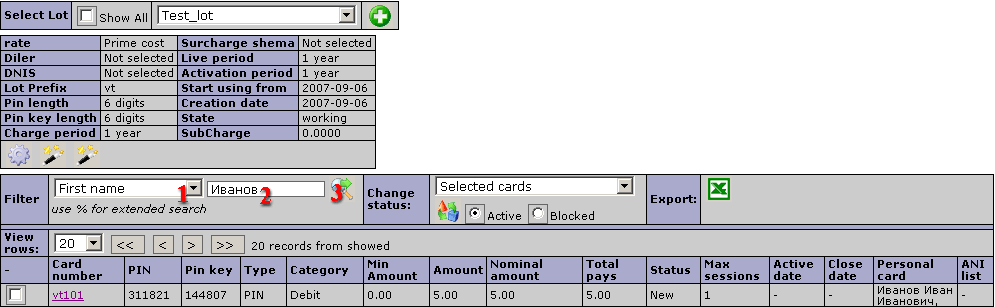 Select Lot Show All Test_lot
rate Prime cost Surcharge shema Not selected
Diler Not selected Live period 1 year
DNIS Not selected Activation period 1 year
Lot Prefix vt Start using from 2007-09-06
Pin length 6 digits Creation date 2007-09-06
Pin key length 6 digits State working
Charge period 1 year SubCharge 0.0000
Filter First name 1 Иванов 2 3 Change status: Selected cards Export:
use % for extended search Active Blocked
View rows: 20 << < > >> 20 records from showed
- Card number PIN Pin key Type Category Min Amount Amount Nominal amount Total pays Status Max sessions Active date Close date Personal card ANI list
vt101 311821 144807 PIN Debit 0.00 5.00 5.00 5.00 New 1 - - Иванов Иван Иванович, -